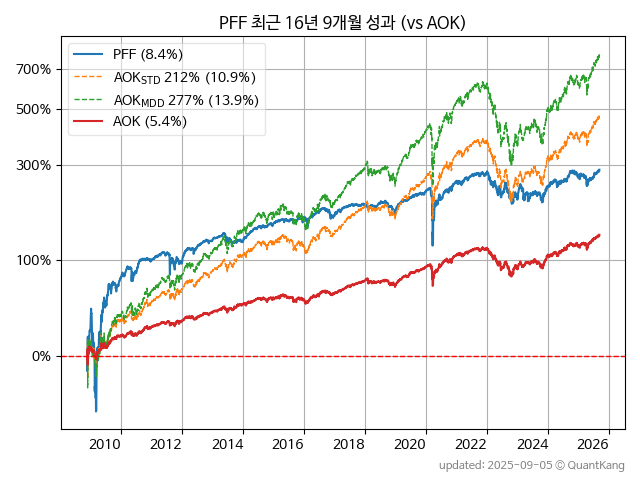 PFF 최근 16년 9개월 성과 (vs AOK)
PFF (8.4%)
AOK_STD 212% (10.9%)
AOK_MDD 277% (13.9%)
AOK (5.4%)
700%
500%
300%
100%
0%
2010 2012 2014 2016 2018 2020 2022 2024 2026
updated: 2025-09-05 © QuantKang